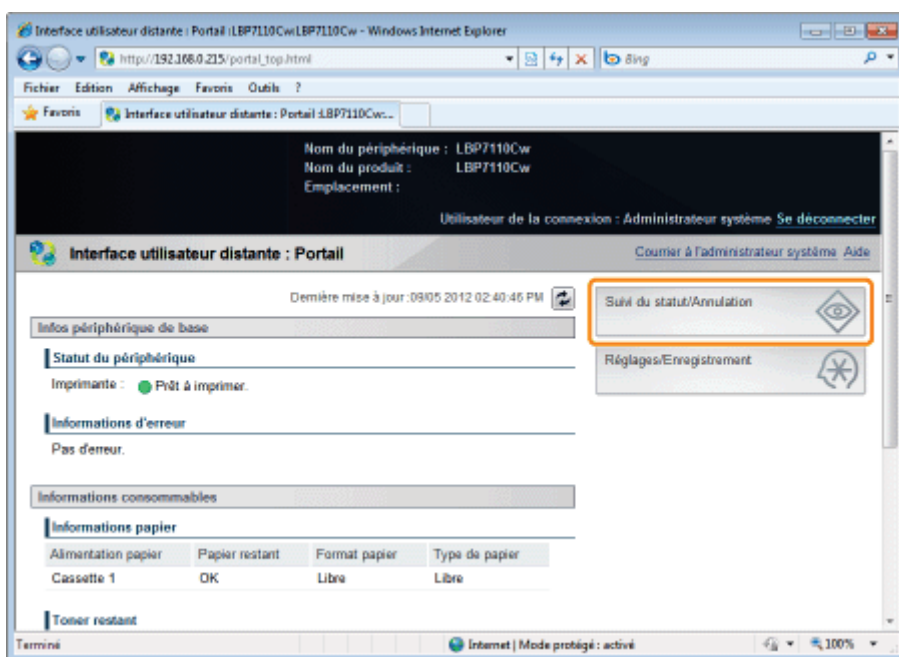 Interface utilisateur distante : Portail :LBP7110Cw:LBP7110Cw - Windows Internet Explorer
http://192.168.0.215/portal_top.html
Bing
Fichier Edition Affichage Favoris Outils ?
Favoris Interface utilisateur distante : Portail :LBP7110Cw:...
Nom du périphérique : LBP7110Cw
Nom du produit : LBP7110Cw
Emplacement :
Utilisateur de la connexion : Administrateur système Se déconnecter
Interface utilisateur distante : Portail Courrier à l'administrateur système Aide
Dernière mise à jour :09/05 2012 02:40:46 PM
Suivi du statut/Annulation
Infos périphérique de base
Statut du périphérique
Réglages/Enregistrement
Imprimante : Prêt à imprimer.
Informations d'erreur
Pas d'erreur.
Informations consommables
Informations papier
Alimentation papier Papier restant Format papier Type de papier
Cassette 1 OK Libre Libre
Toner restant
Terminé Internet | Mode protégé : activé 100%